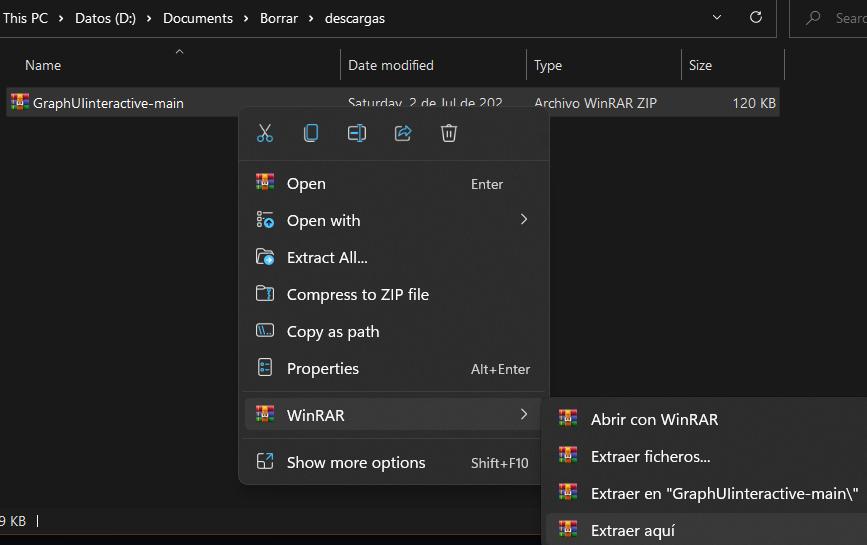 This PC > Datos (D:) > Documents > Borrar > descargas
Name Date modified Type Size
GraphUIinteractive-main Saturday, 2 de Jul de 202 Archivo WinRAR ZIP 120 KB
Open Enter
Open with
Extract All...
Compress to ZIP file
Copy as path
Properties Alt+Enter
WinRAR
Abrir con WinRAR
Extraer ficheros...
Show more options Shift+F10
Extraer en "GraphUIinteractive-main\"
9 KB
Extraer aquí